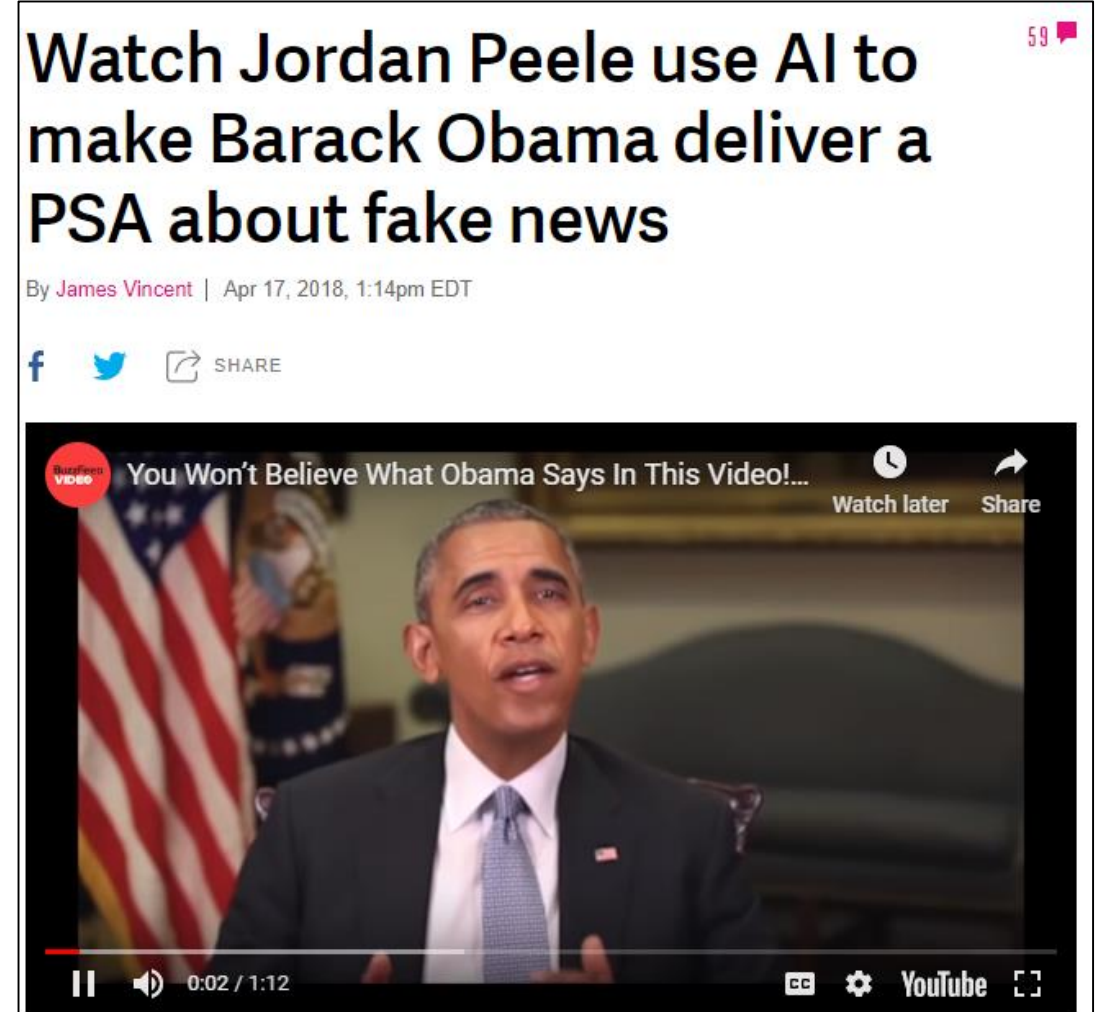 Watch Jordan Peele use AI to
59
make Barack Obama deliver a
PSA about fake news
By James Vincent | Apr 17, 2018, 1:14pm EDT
f
SHARE
BuzzFeed
VIDEO
You Won't Believe What Obama Says In This Video!...
Watch later
Share
0:02 / 1:12
CC
YouTube